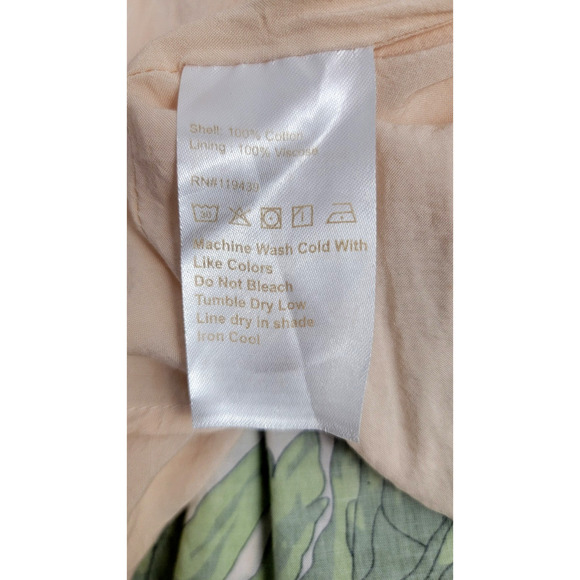 Shell: 100% Cotton
Lining : 100% Viscose
RN#119439
30
Machine Wash Cold With
Like Colors
Do Not Bleach
Tumble Dry Low
Line dry in shade
Iron Cool